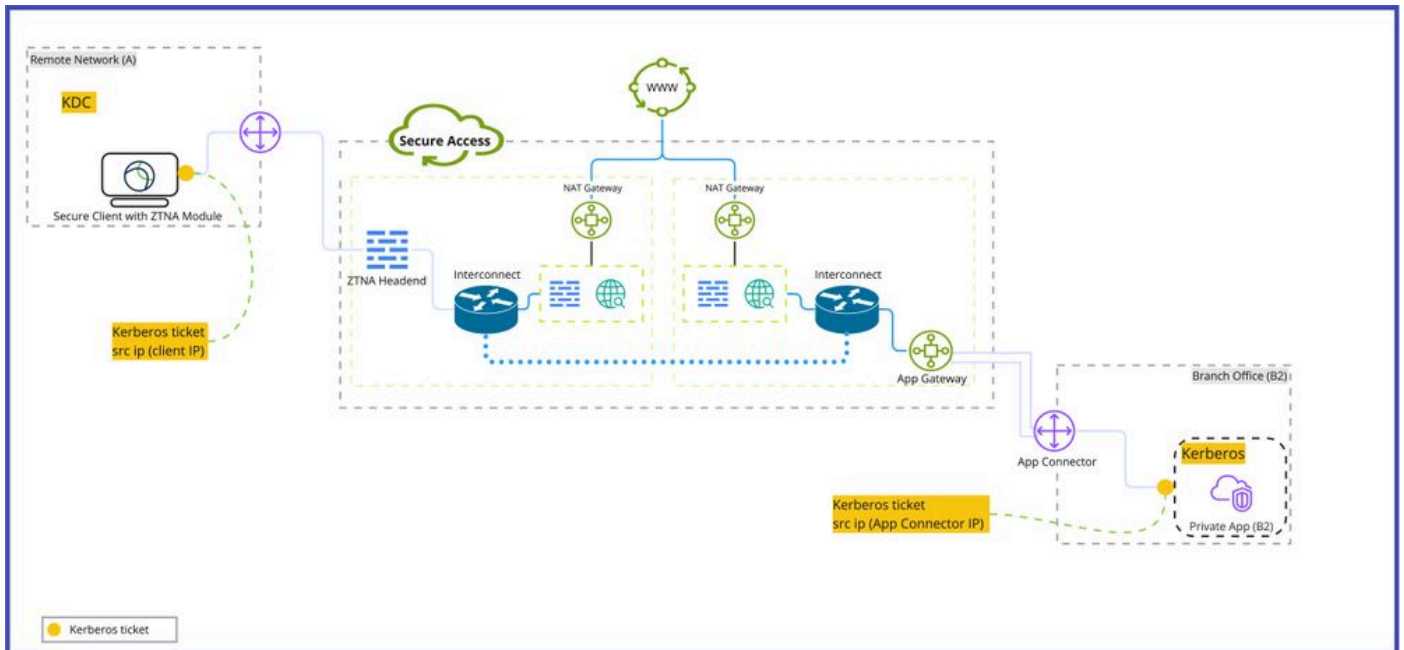 Remote Network (A)
KDC
Secure Client with ZTNA Module
Kerberos ticket
src ip (client IP)
www
Secure Access
NAT Gateway
NAT Gateway
ZTNA Headend
Interconnect
Interconnect
App Gateway
Branch Office (B2)
App Connector
Kerberos
Private App (B2)
Kerberos ticket
src ip (App Connector IP)
Kerberos ticket